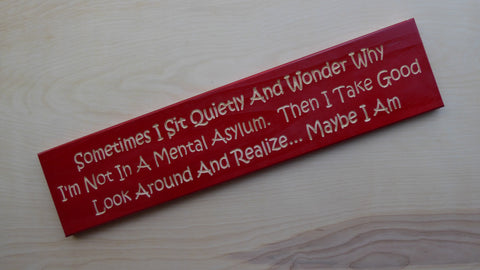 Sometimes I Sit Quietly And Wonder Why
I'm Not In A Mental Asylum. Then I Take Good
Look Around And Realize... Maybe I Am